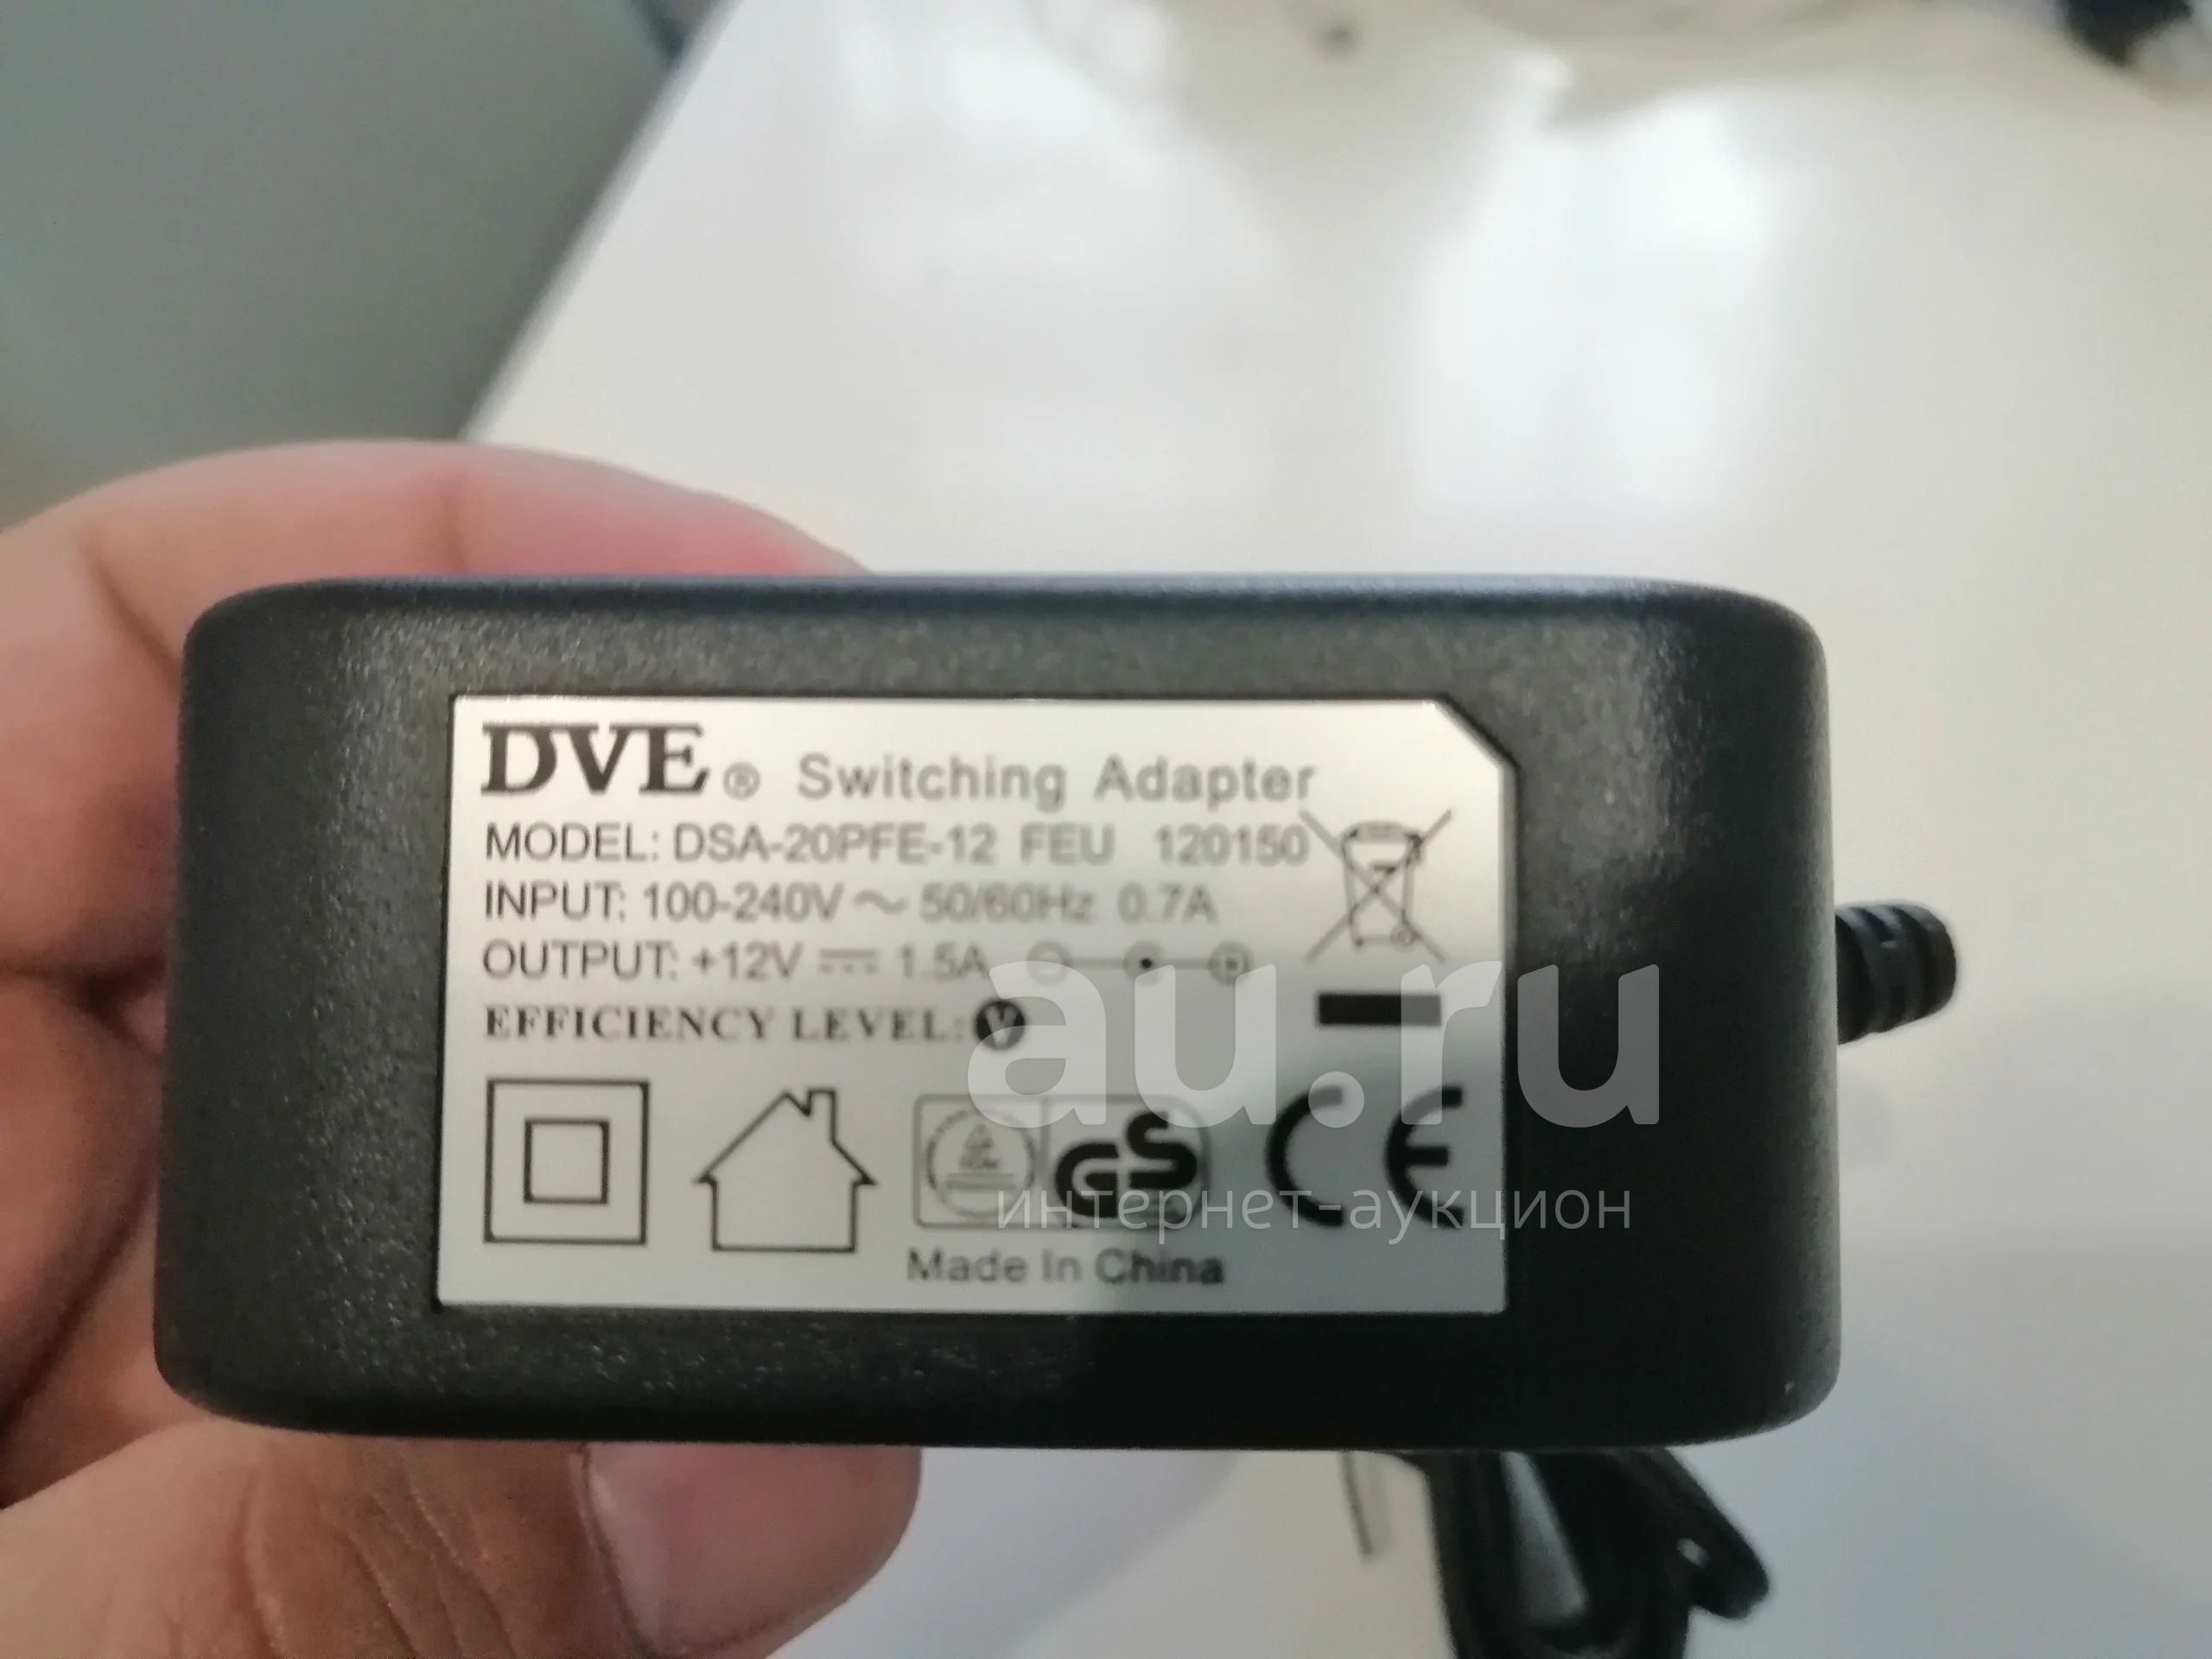 DVE® Switching Adapter
MODEL: DSA-20PFE-12 FEU 120150
INPUT: 100-240V ~ 50/60Hz 0.7A
OUTPUT: +12V ⎓ 1.5A
EFFICIENCY LEVEL: V
GS CE
Made In China
au.ru
интернет-аукцион